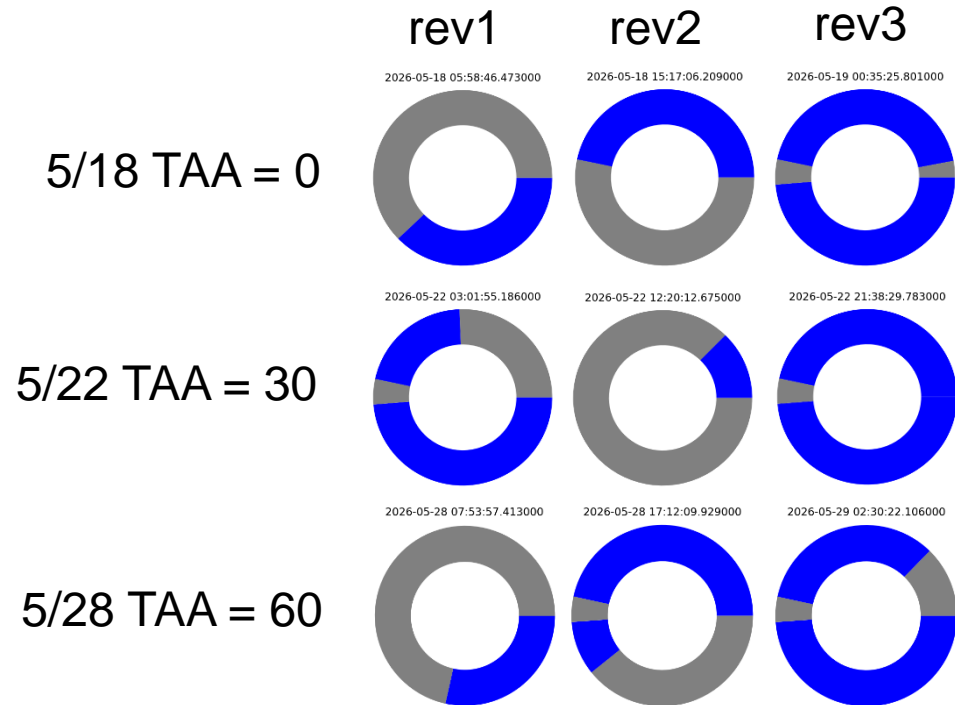 rev1 rev2 rev3
2026-05-18 05:58:46.473000 2026-05-18 15:17:06.209000 2026-05-19 00:35:25.801000
5/18 TAA = 0
2026-05-22 03:01:55.186000 2026-05-22 12:20:12.675000 2026-05-22 21:38:29.783000
5/22 TAA = 30
2026-05-28 07:53:57.413000 2026-05-28 17:12:09.929000 2026-05-29 02:30:22.106000
5/28 TAA = 60